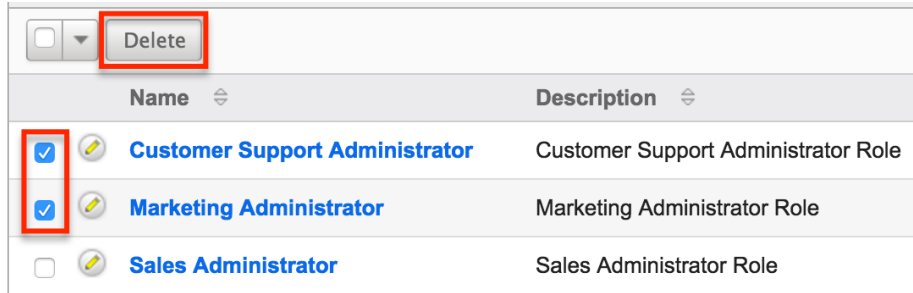 Delete
Name Description
Customer Support Administrator Customer Support Administrator Role
Marketing Administrator Marketing Administrator Role
Sales Administrator Sales Administrator Role